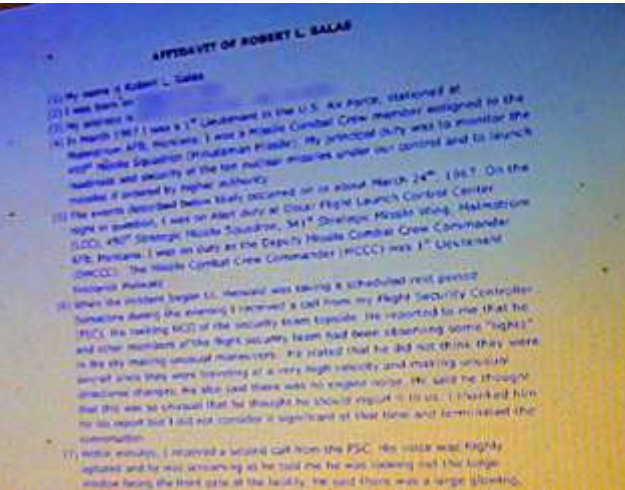 AFFIDAVIT OF ROBERT L. SALAS
(1) My name is Robert L. Salas
(2) I was born on
(3) My address is
(4) In March 1967 I was a 1st Lieutenant in the U.S. Air Force, stationed at
Malmstrom AFB, Montana. I was a Missile Combat Crew member assigned to the
490th Missile Squadron (Minuteman Missile). My principal duty was to monitor the
readiness and security of the ten nuclear missiles under our control and to launch
missiles if ordered by higher authority.
(5) The events described below likely occurred on or about March 24th, 1967. On the
night in question, I was on Alert duty at Oscar Flight Launch Control Center
(LCC), 490th Strategic Missile Squadron, 341st Strategic Missile Wing, Malmstrom
AFB, Montana. I was on duty as the Deputy Missile Combat Crew Commander
(DMCCC). The Missile Combat Crew Commander (MCCC) was 1st Lieutenant
Frederick Meiwald.
(6) When the incident began Lt. Meiwald was taking a scheduled rest period.
Sometime during the evening I received a call from my Flight Security Controller
(FSC), the ranking NCO of the security team topside. He reported to me that he
and other members of the flight security team had been observing some "lights"
in the sky making unusual maneuvers. He stated that he did not think they were
aircraft since they were traveling at a very high velocity and making unusual
directional changes. He also said there was no engine noise. He said he thought
that this was so unusual that he thought he should report it to us. I thanked him
for his report but I did not consider it significant at that time and terminated the
conversation.
(7) Within minutes, I received a second call from the FSC. His voice was highly
agitated and he was screaming as he told me he was looking out the
window facing the front gate of the facility. He said there was a large glowing,